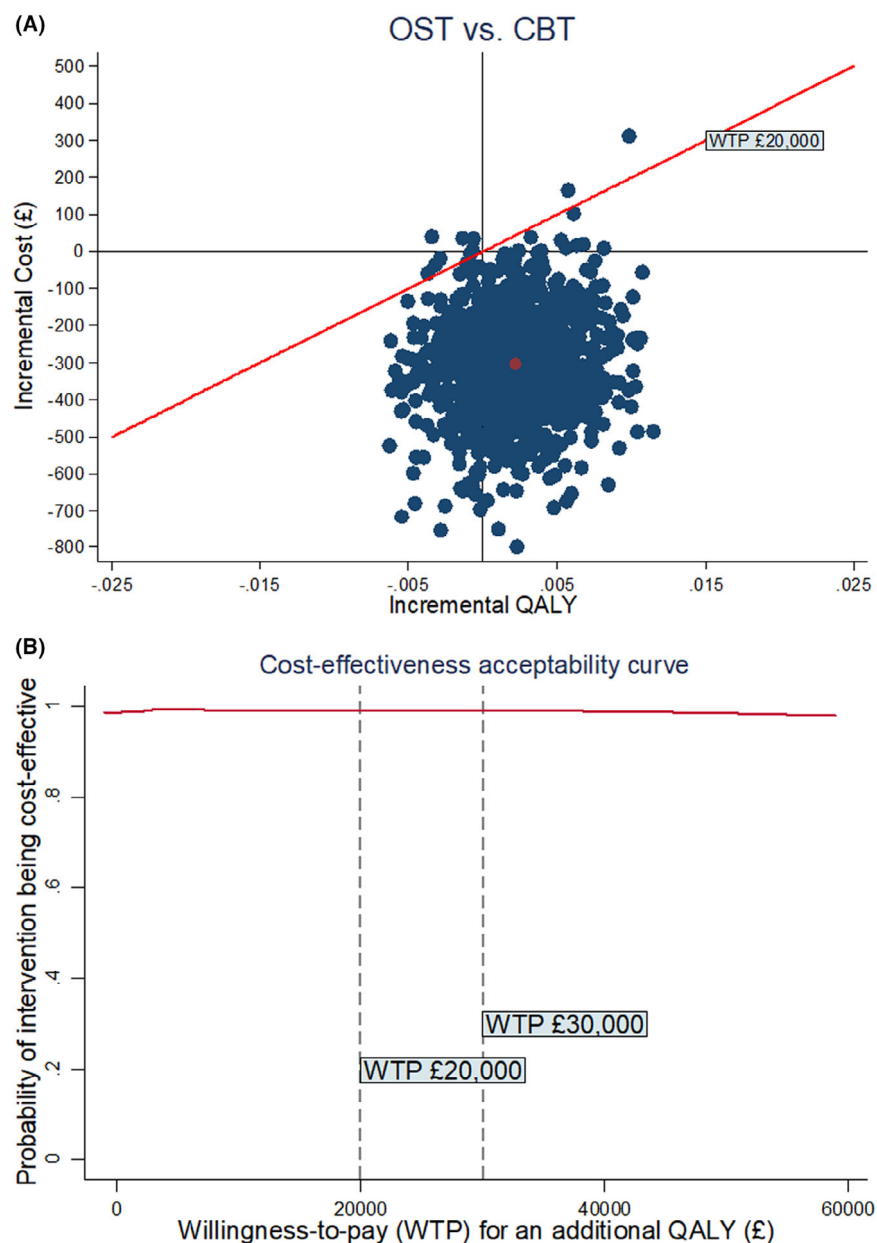 (A)
OST vs. CBT
Incremental Cost (£)
500
400
300
200
100
0
-100
-200
-300
-400
-500
-600
-700
-800
WTP £20,000
-.025 -.015 -.005 .005 .015 .025
Incremental QALY
(B)
Cost-effectiveness acceptability curve
Probability of intervention being cost-effective
1
.8
.6
.4
.2
0
WTP £30,000
WTP £20,000
0 20000 40000 60000
Willingness-to-pay (WTP) for an additional QALY (£)